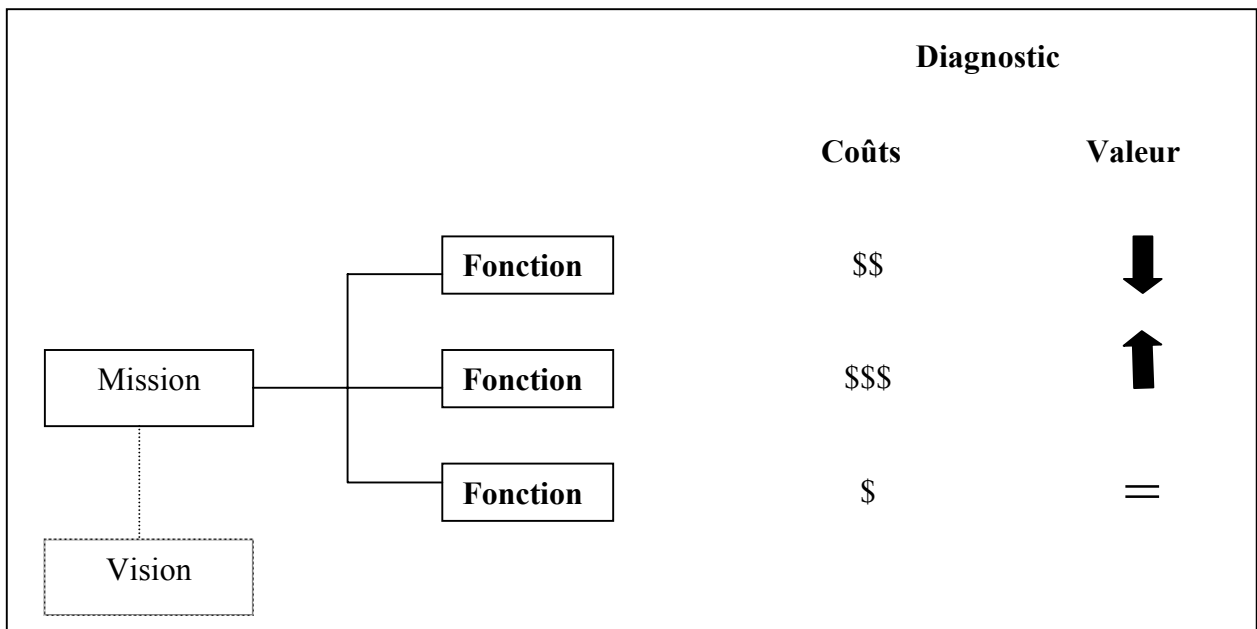 Diagnostic
Coûts Valeur
Fonction $$
Mission Fonction $$$
Fonction $ =
Vision